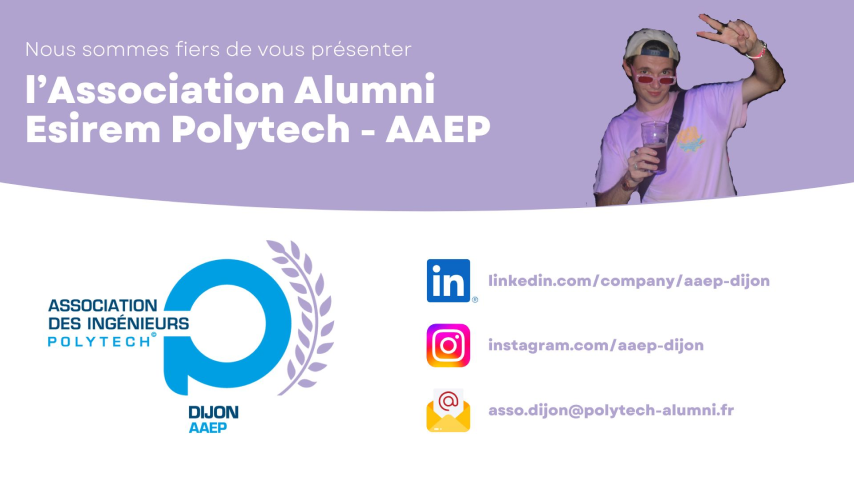 Nous sommes fiers de vous présenter
l'Association Alumni
Esirem Polytech - AAEP
ASSOCIATION
DES INGÉNIEURS
POLYTECH©
DIJON
AAEP
in®
linkedin.com/company/aaep-dijon
instagram.com/aaep-dijon
@
asso.dijon@polytech-alumni.fr